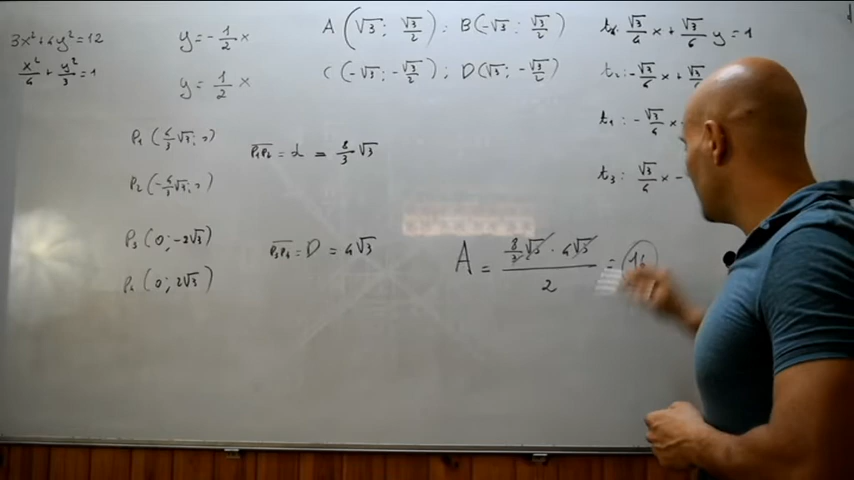 3x²+4y²=12
x²/4 + y²/3 = 1
y = -1/2 x
y = 1/2 x
A(√3; √3/2); B(-√3; √3/2)
C(-√3; -√3/2); D(√3; -√3/2)
√3/4 x + √3/6 y = 1
t₂: -√3/4 x + √3/6
t₁: -√3/4 x
t₃: √3/4 x -
P₁(4/3√3; 0)
P₂(-4/3√3; 0)
P₁P₂ = d = 8/3 √3
P₃(0; -2√3)
(0; 2√3)
P₃P₄ = D = 4√3
A = (8/3 √3 · 4√3)/2 =